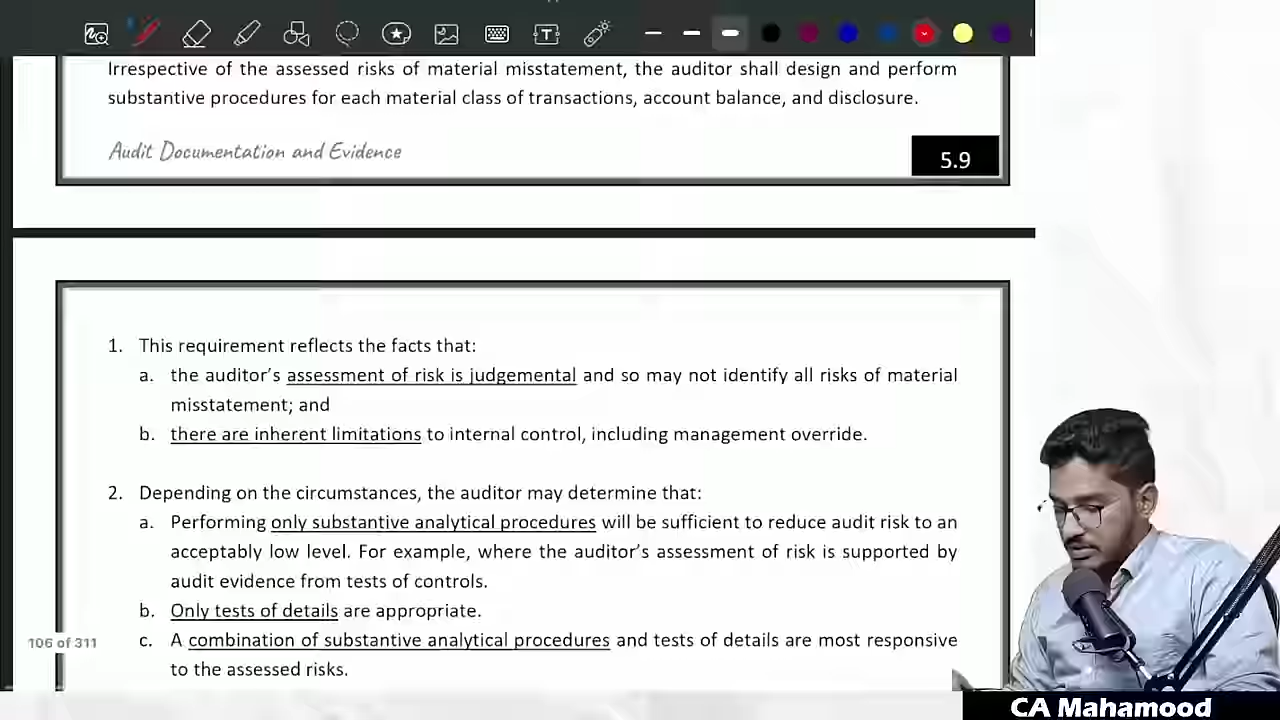 Irrespective of the assessed risks of material misstatement, the auditor shall design and perform
substantive procedures for each material class of transactions, account balance, and disclosure.
Audit Documentation and Evidence
5.9
1. This requirement reflects the facts that:
a. the auditor’s assessment of risk is judgemental and so may not identify all risks of material
misstatement; and
b. there are inherent limitations to internal control, including management override.
2. Depending on the circumstances, the auditor may determine that:
a. Performing only substantive analytical procedures will be sufficient to reduce audit risk to an
acceptably low level. For example, where the auditor’s assessment of risk is supported by
audit evidence from tests of controls.
b. Only tests of details are appropriate.
c. A combination of substantive analytical procedures and tests of details are most responsive
to the assessed risks.
106 of 311
CA Mahamood